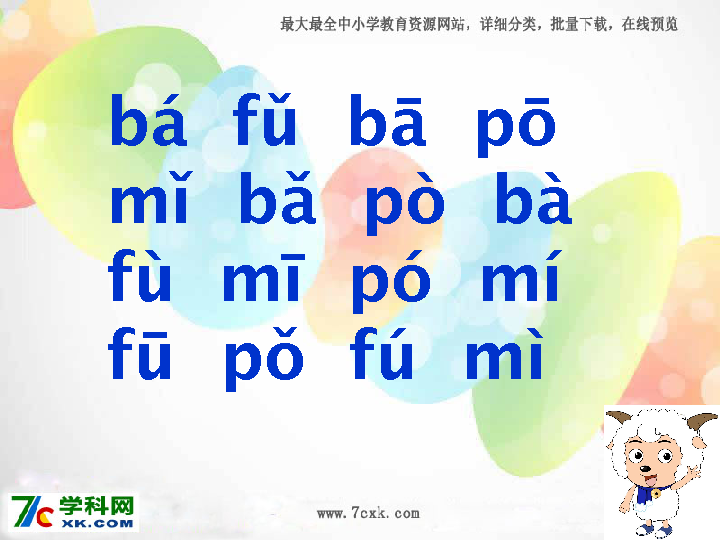 最大最全中小学教育资源网站，详细分类，批量下载，在线预览
bá fǔ bā pō
mǐ bǎ pò bà
fù mī pó mí
fū pǒ fú mì
7c学科网
XK.COM
www.7cxk.com